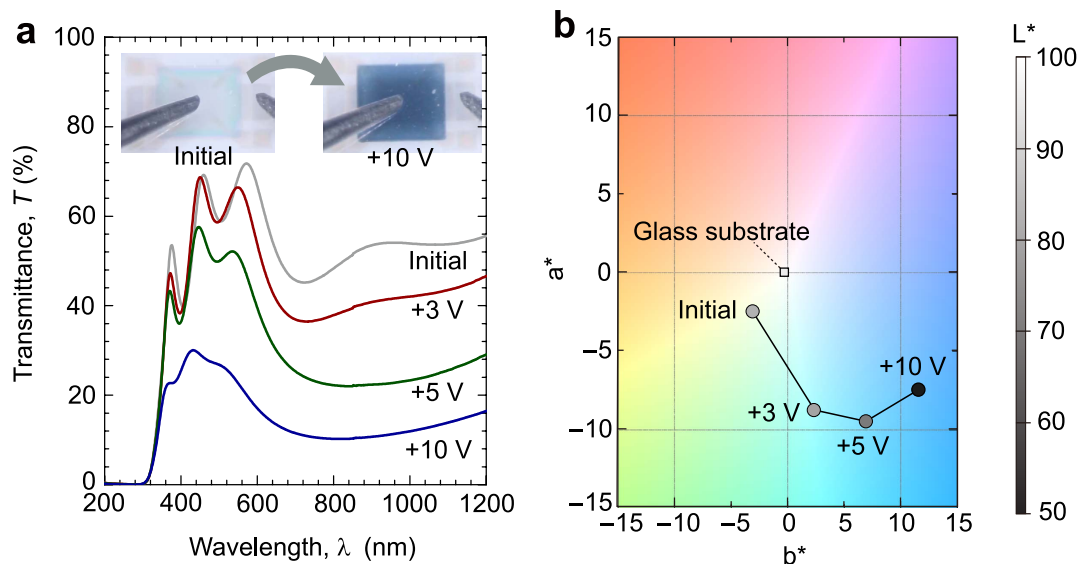 a
100
80
60
40
20
0
200
400
600
800
1000
1200
Transmittance, T (%)
Wavelength, λ (nm)
Initial
+10 V
Initial
+3 V
+5 V
+10 V
b
15
10
5
0
−5
−10
−15
−15
−10
−5
0
5
10
15
a*
b*
Glass substrate
Initial
+3 V
+5 V
+10 V
L*
100
90
80
70
60
50